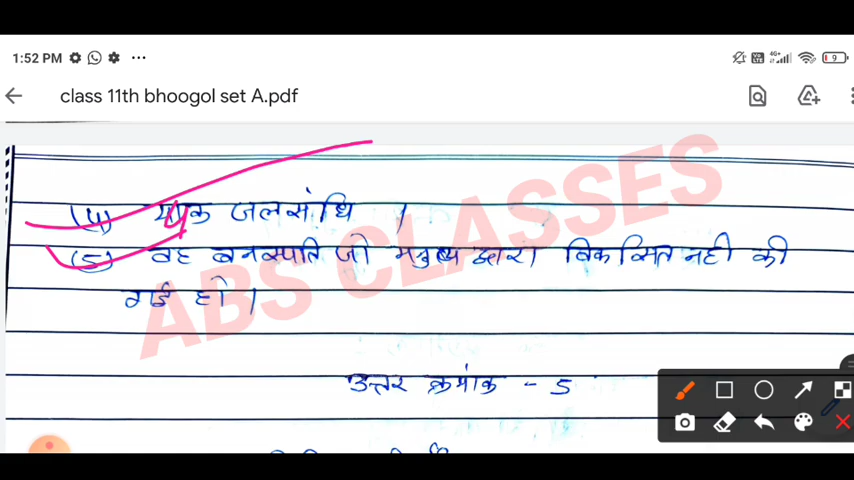 1:52 PM ...
9
class 11th bhoogol set A.pdf
ABS CLASSES
(4) पाक जलसंधि ।
(5) वह वनस्पति जो मनुष्य द्वारा विकसित नही की
गई हो ।
उत्तर क्रमांक - 5